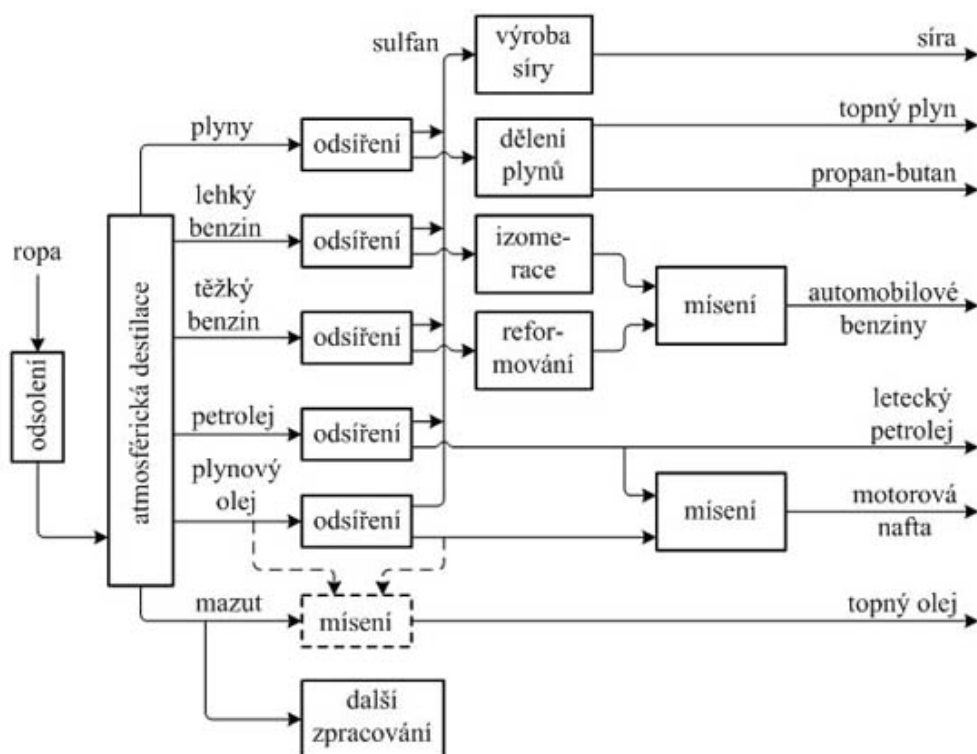 sulfan
výroba
síry
síra
plyny
odsíření
dělení
plynů
topný plyn
propan-butan
lehký
benzin
odsíření
izome-
race
ropa
těžký
benzin
odsíření
refor-
mování
mísení
automobilové
benziny
odsolení
atmosférická destilace
petrolej
odsíření
letecký
petrolej
plynový
olej
odsíření
mísení
motorová
nafta
mazut
mísení
topný olej
další
zpracování